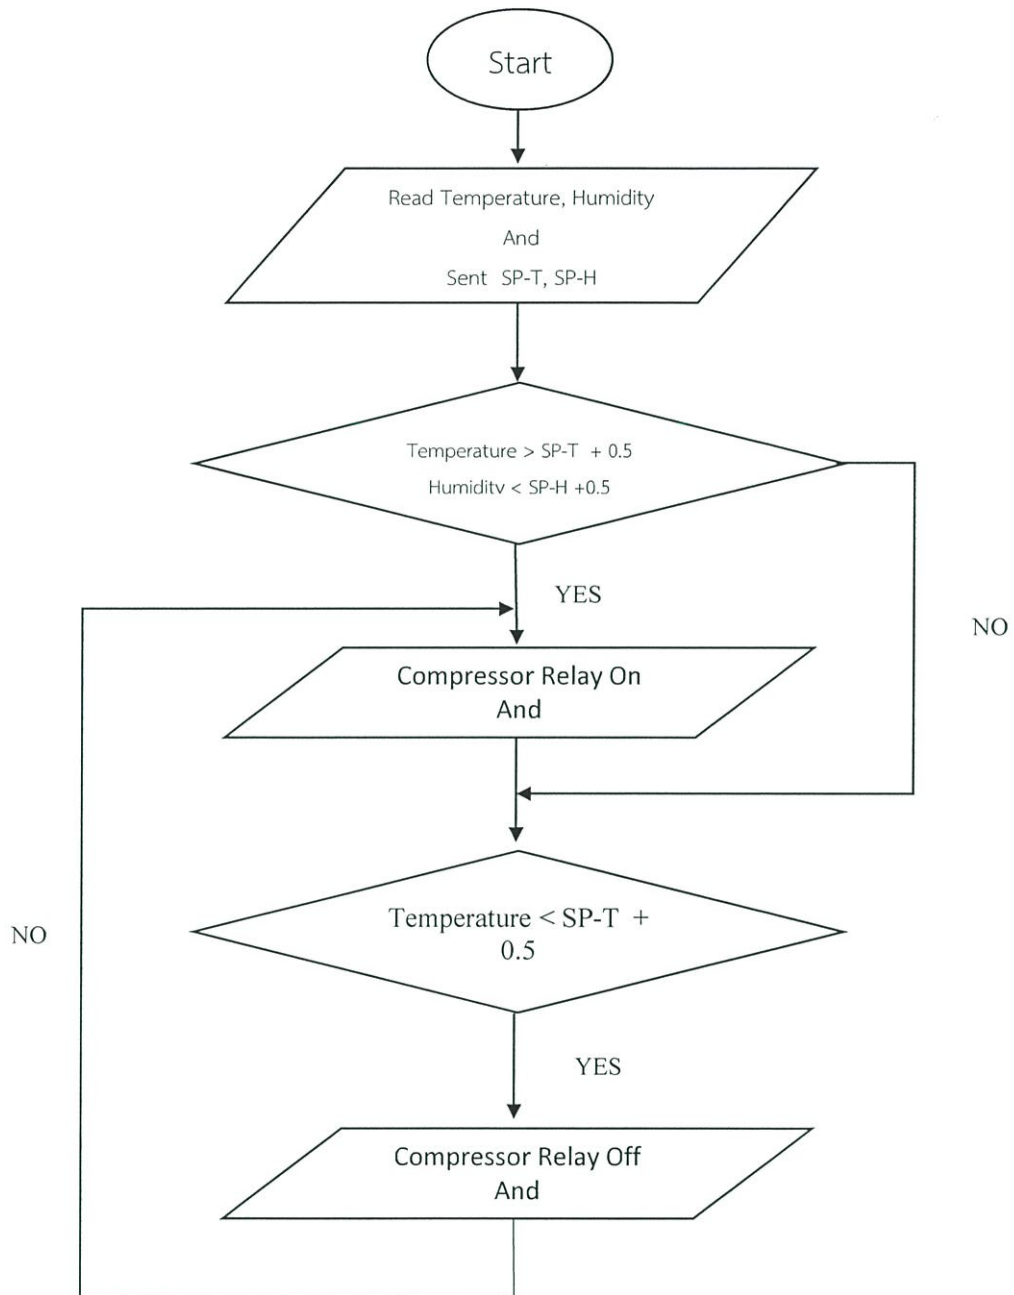 Start
Read Temperature, Humidity
And
Sent SP-T, SP-H
Temperature > SP-T + 0.5
Humidity < SP-H +0.5
YES
NO
Compressor Relay On
And
Temperature < SP-T +
0.5
NO
YES
Compressor Relay Off
And